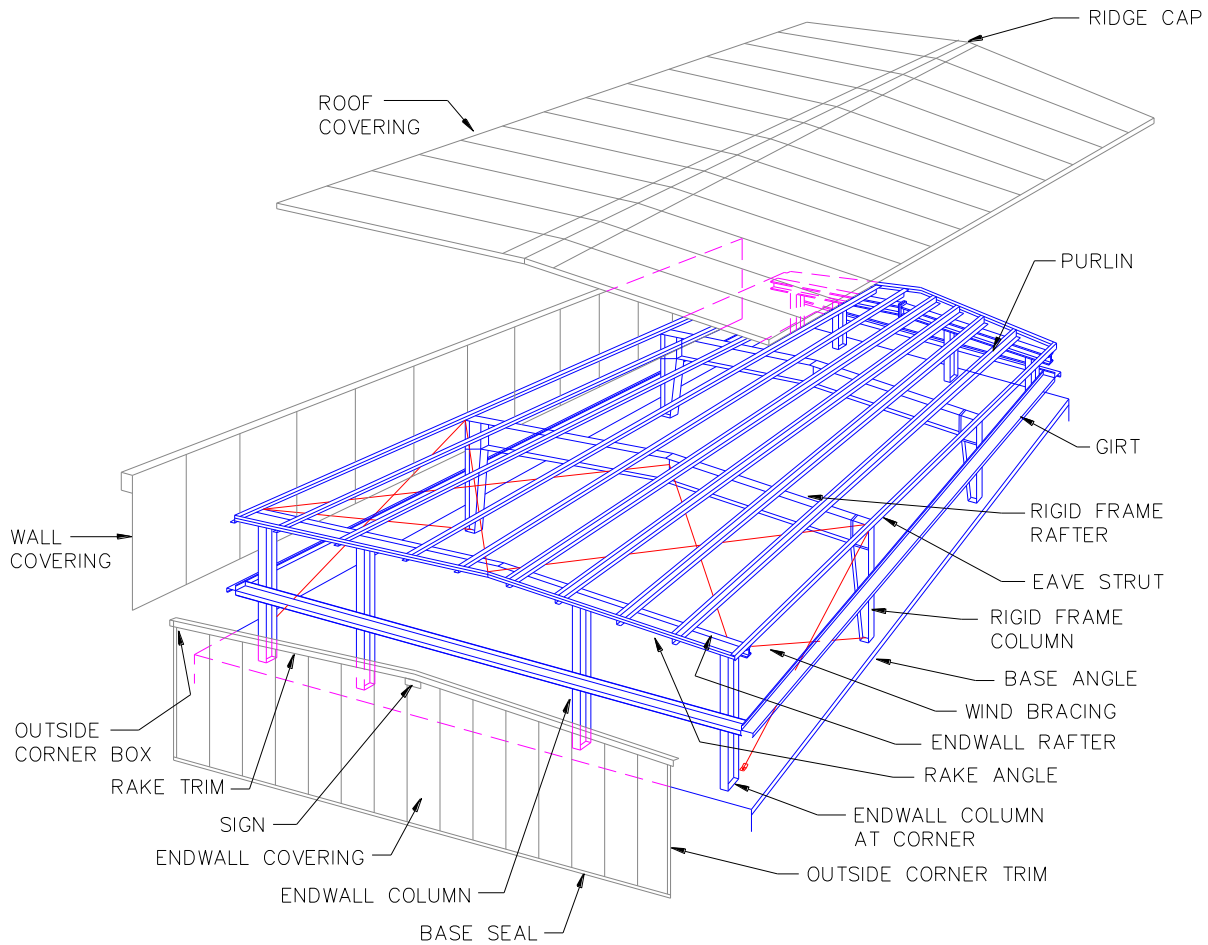 RIDGE CAP
ROOF
COVERING
PURLIN
GIRT
RIGID FRAME
RAFTER
WALL
COVERING
EAVE STRUT
RIGID FRAME
COLUMN
BASE ANGLE
WIND BRACING
OUTSIDE
CORNER BOX
ENDWALL RAFTER
RAKE ANGLE
RAKE TRIM
SIGN
ENDWALL COLUMN
AT CORNER
ENDWALL COVERING
OUTSIDE CORNER TRIM
ENDWALL COLUMN
BASE SEAL